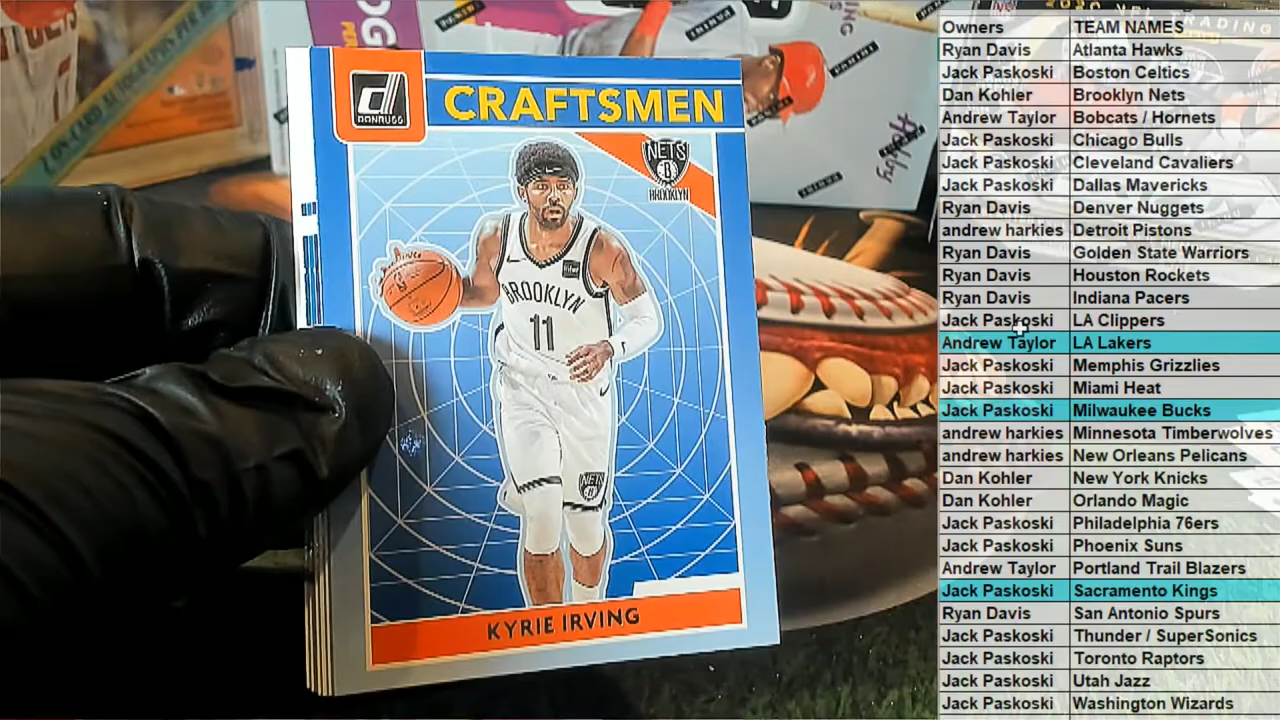 DONRUSS
CRAFTSMEN
NETS
B
BROOKLYN
BROOKLYN
11
NETS
KYRIE IRVING
PANINI
PANINI
PANINI
PANINI
PANINI
Hobby
Owners TEAM NAMES
Ryan Davis Atlanta Hawks
Jack Paskoski Boston Celtics
Dan Kohler Brooklyn Nets
Andrew Taylor Bobcats / Hornets
Jack Paskoski Chicago Bulls
Jack Paskoski Cleveland Cavaliers
Jack Paskoski Dallas Mavericks
Ryan Davis Denver Nuggets
andrew harkies Detroit Pistons
Ryan Davis Golden State Warriors
Ryan Davis Houston Rockets
Ryan Davis Indiana Pacers
Jack Paskoski LA Clippers
Andrew Taylor LA Lakers
Jack Paskoski Memphis Grizzlies
Jack Paskoski Miami Heat
Jack Paskoski Milwaukee Bucks
andrew harkies Minnesota Timberwolves
andrew harkies New Orleans Pelicans
Dan Kohler New York Knicks
Dan Kohler Orlando Magic
Jack Paskoski Philadelphia 76ers
Jack Paskoski Phoenix Suns
Andrew Taylor Portland Trail Blazers
Jack Paskoski Sacramento Kings
Ryan Davis San Antonio Spurs
Jack Paskoski Thunder / SuperSonics
Jack Paskoski Toronto Raptors
Jack Paskoski Utah Jazz
Jack Paskoski Washington Wizards